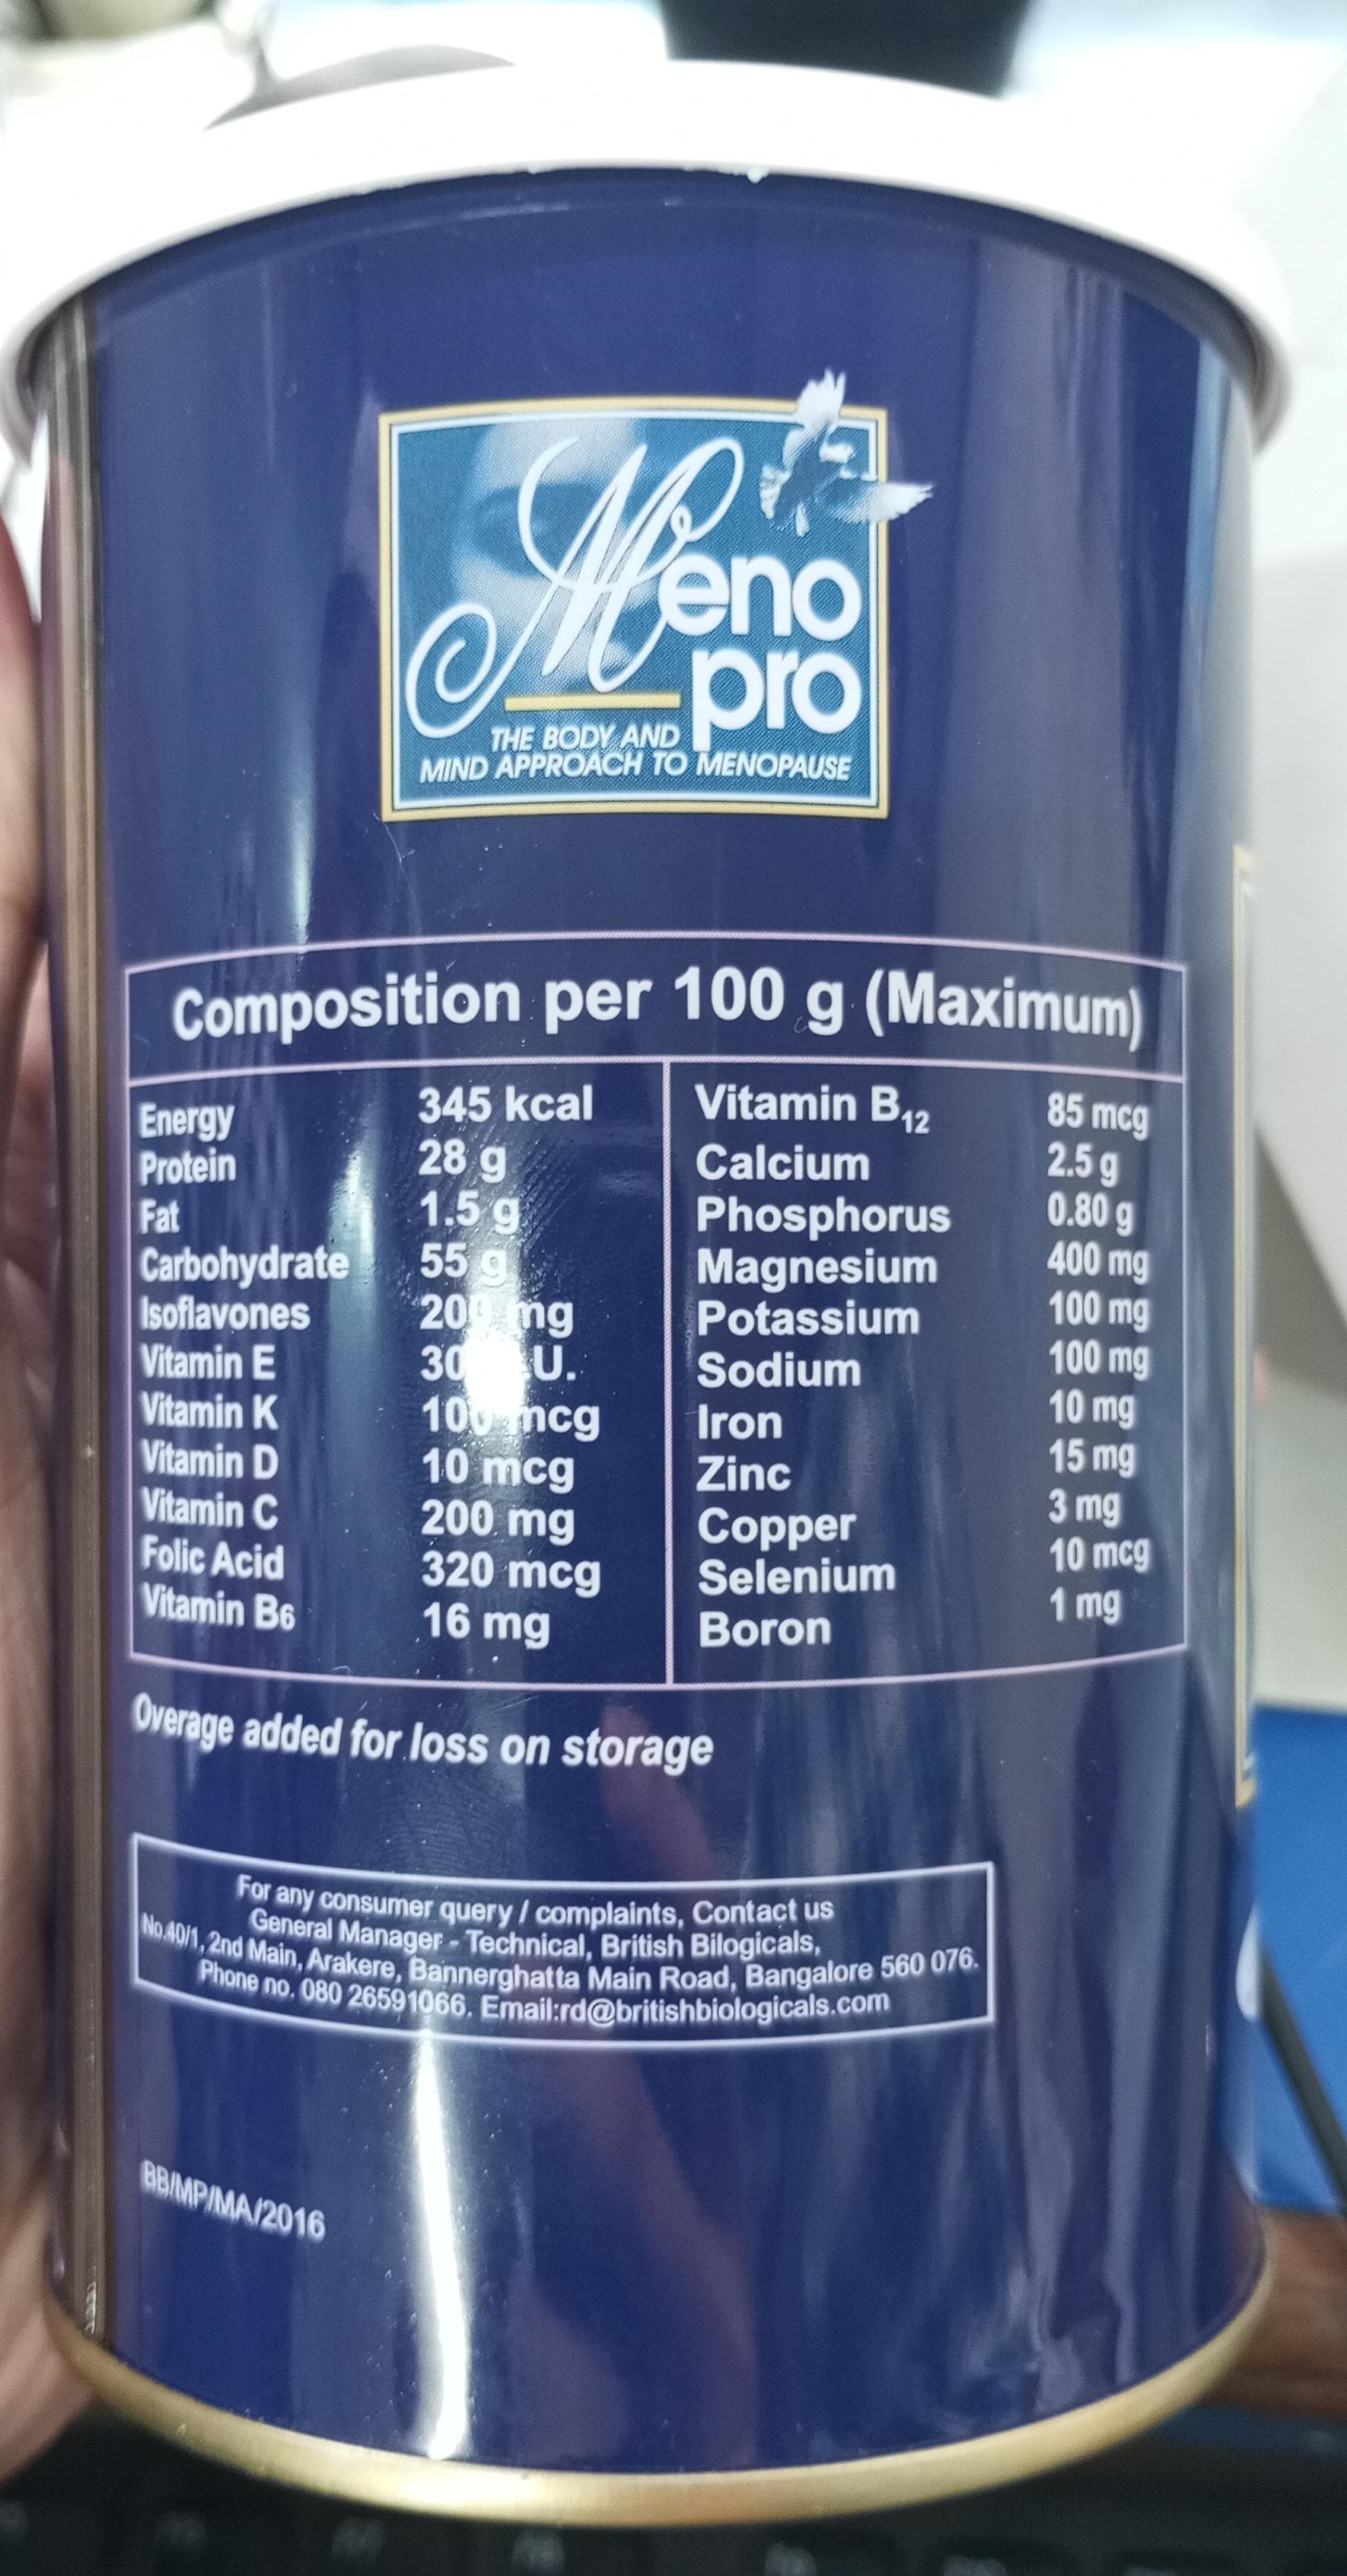 Meno
pro
THE BODY AND
MIND APPROACH TO MENOPAUSE
Composition per 100 g (Maximum)
Energy 345 kcal
Protein 28 g
Fat 1.5 g
Carbohydrate 55 g
Isoflavones mg
Vitamin E
Vitamin K mcg
Vitamin D 10 mcg
Vitamin C 200 mg
Folic Acid 320 mcg
Vitamin B6 16 mg
Vitamin B12 85 mcg
Calcium 2.5 g
Phosphorus 0.80 g
Magnesium 400 mg
Potassium 100 mg
Sodium 100 mg
Iron 10 mg
Zinc 15 mg
Copper 3 mg
Selenium 10 mcg
Boron 1 mg
Overage added for loss on storage
For any consumer query / complaints, Contact us
General Manager - Technical, British Bilogicals,
No.40/1, 2nd Main, Arakere, Bannerghatta Main Road, Bangalore 560 076.
Phone no. 080 26591066. Email:rd@britishbiologicals.com
BB/MP/MA/2016